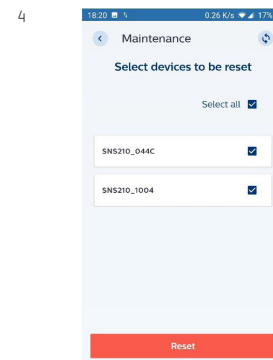 4
18:20 0.26 K/s 17%
Maintenance
Select devices to be reset
Select all
SNS210_044C
SNS210_1004
Reset